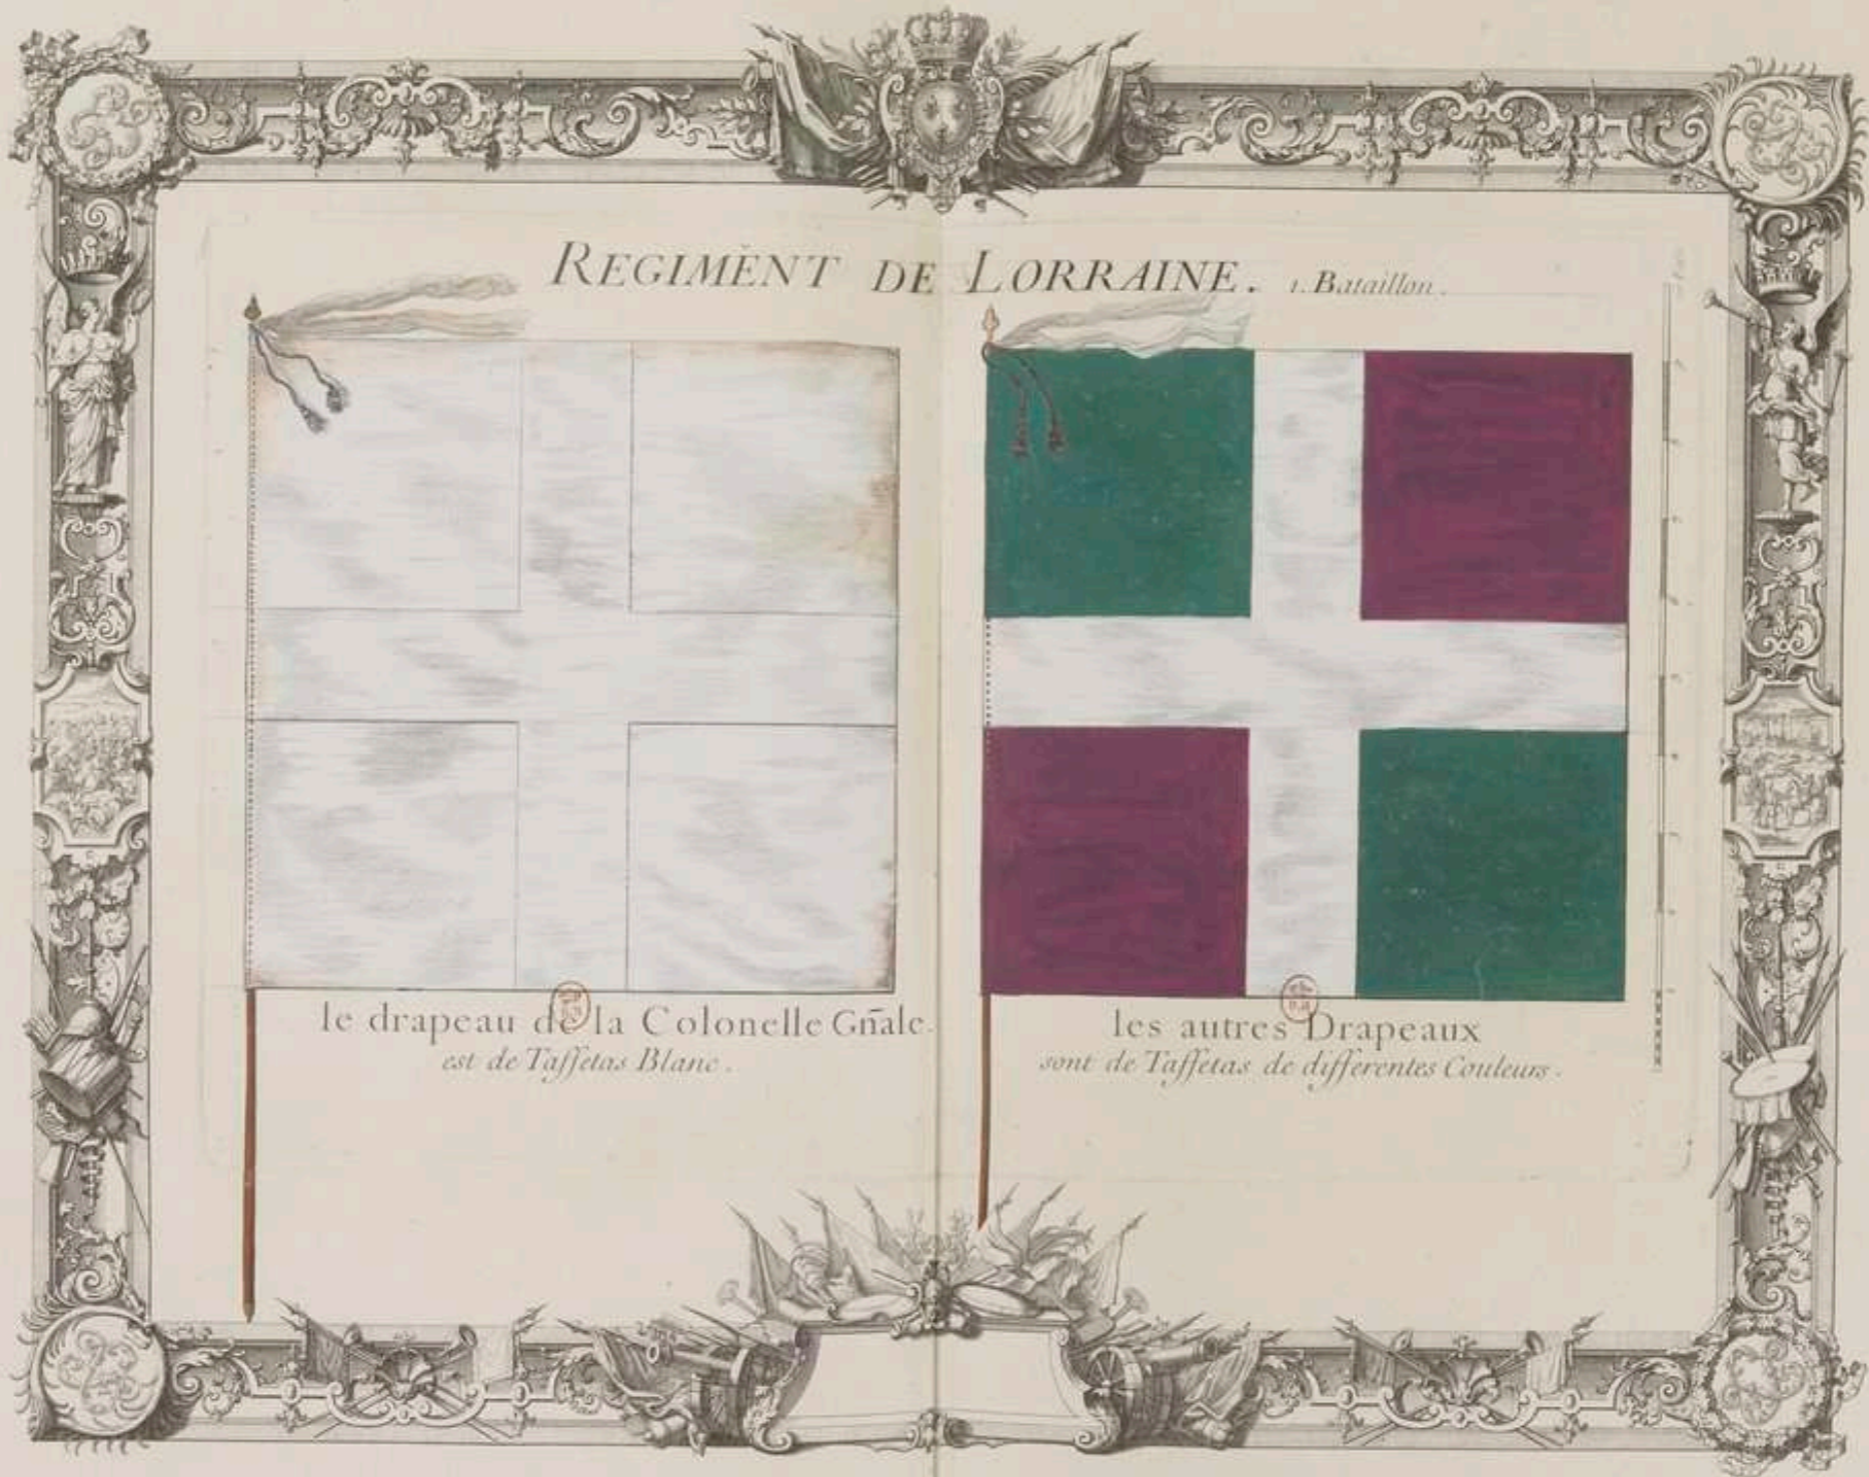 REGIMENT DE LORRAINE. 1. Bataillon.
le drapeau de la Colonelle Gñale.
est de Taffetas Blanc.
les autres Drapeaux
sont de Taffetas de differentes Couleurs.